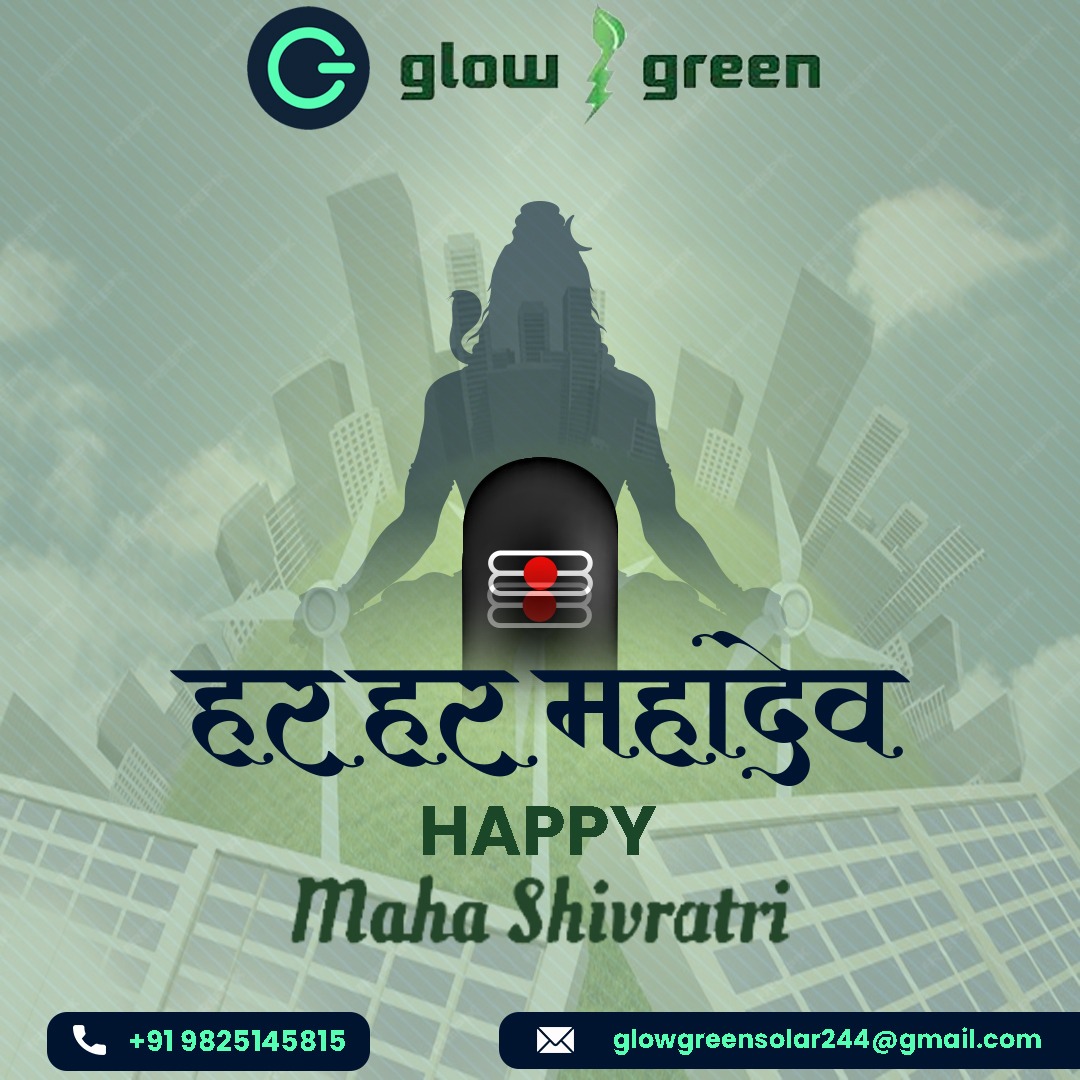 glow green
हर हर महादेव
HAPPY
Maha Shivratri
+91 9825145815
glowgreensolar244@gmail.com